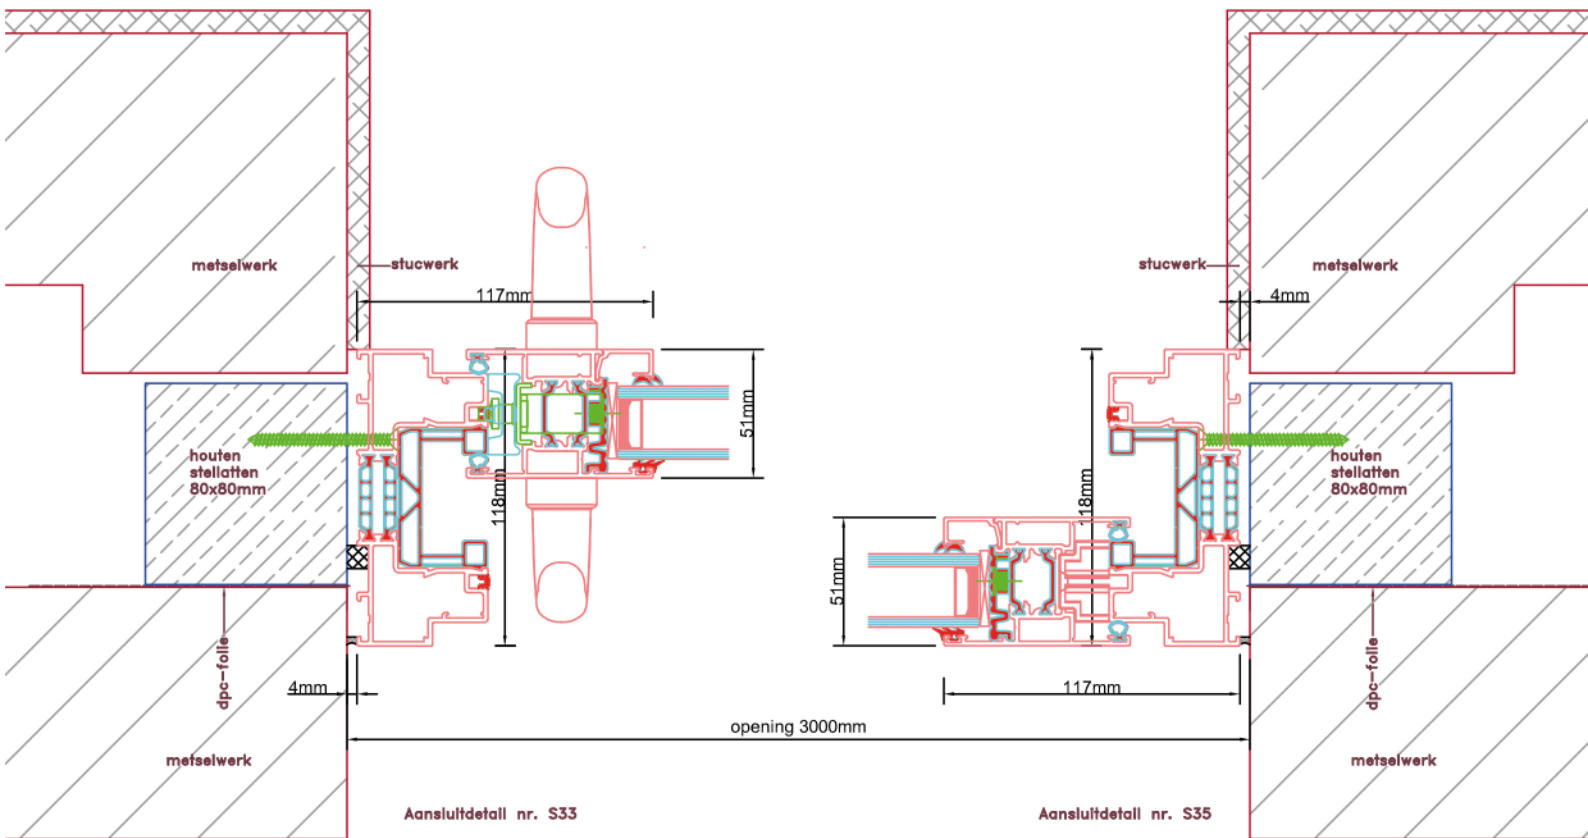 metselwerk
stucwerk
stucwerk
metselwerk
117mm
4mm
51mm
houten
stellatten
80x80mm
118mm
118mm
houten
stellatten
80x80mm
51mm
dpc-folie
dpc-folie
4mm
117mm
opening 3000mm
metselwerk
metselwerk
Aansluitdetail nr. S33
Aansluitdetail nr. S35